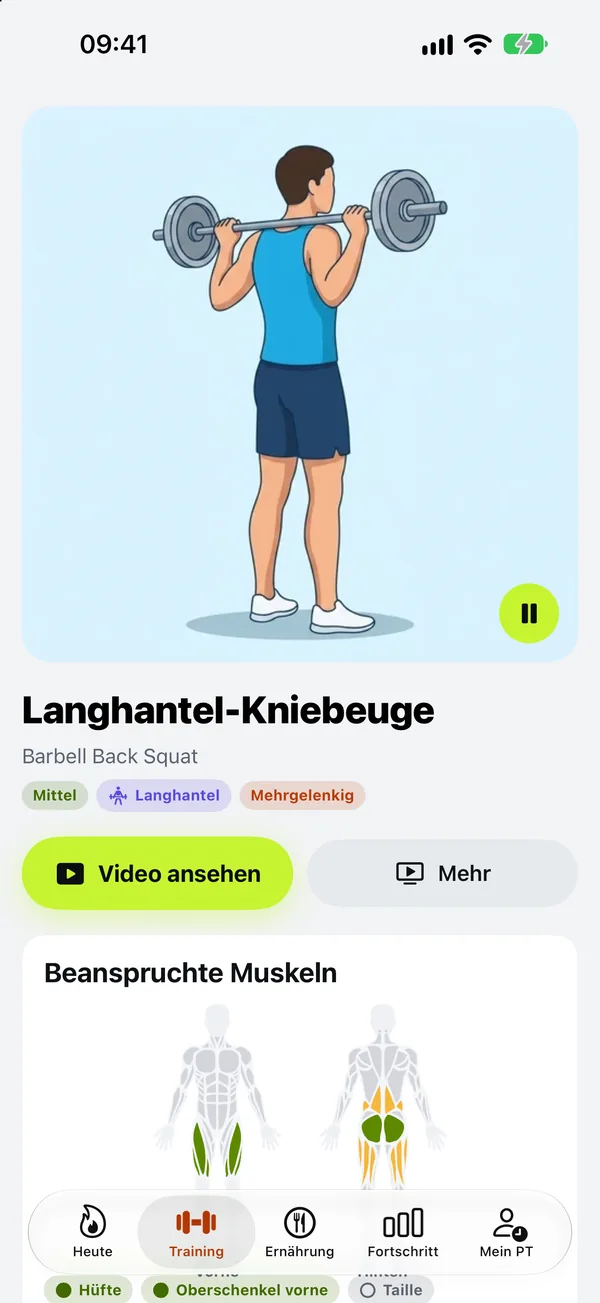 09:41
Langhantel-Kniebeuge
Barbell Back Squat
Mittel Langhantel Mehrgelenkig
Video ansehen Mehr
Beanspruchte Muskeln
Heute Training Ernährung Fortschritt Mein PT
Hüfte Oberschenkel vorne Taille